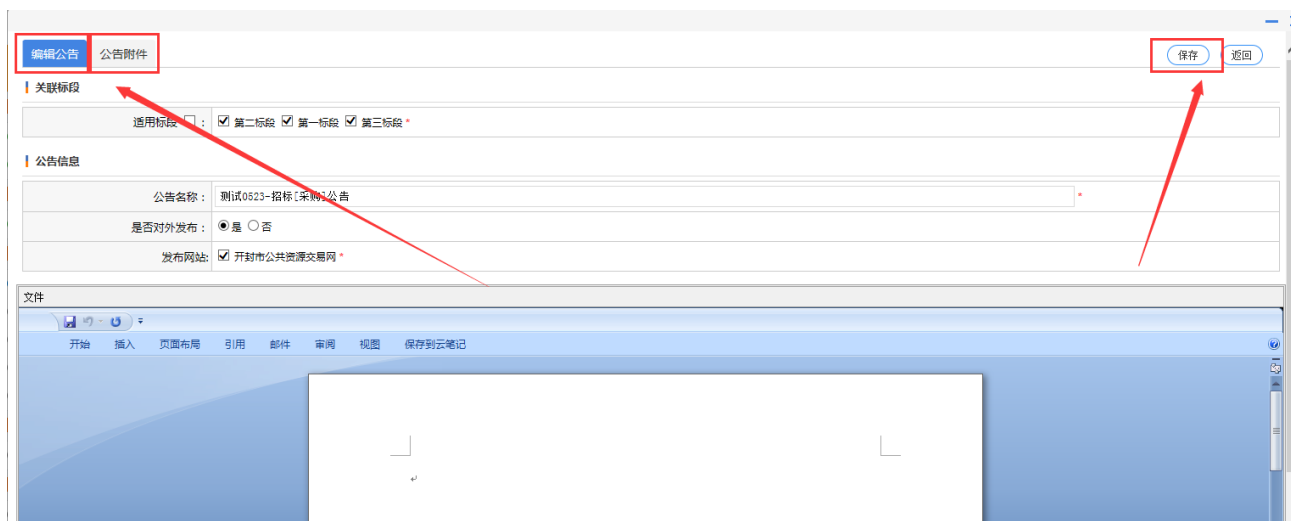 编辑公告 公告附件 保存 返回
关联标段
适用标段 : 第二标段 第一标段 第三标段 *
公告信息
公告名称： 测试0523-招标[采购]公告 *
是否对外发布： 是 否
发布网站: 开封市公共资源交易网 *
文件
开始 插入 页面布局 引用 邮件 审阅 视图 保存到云笔记